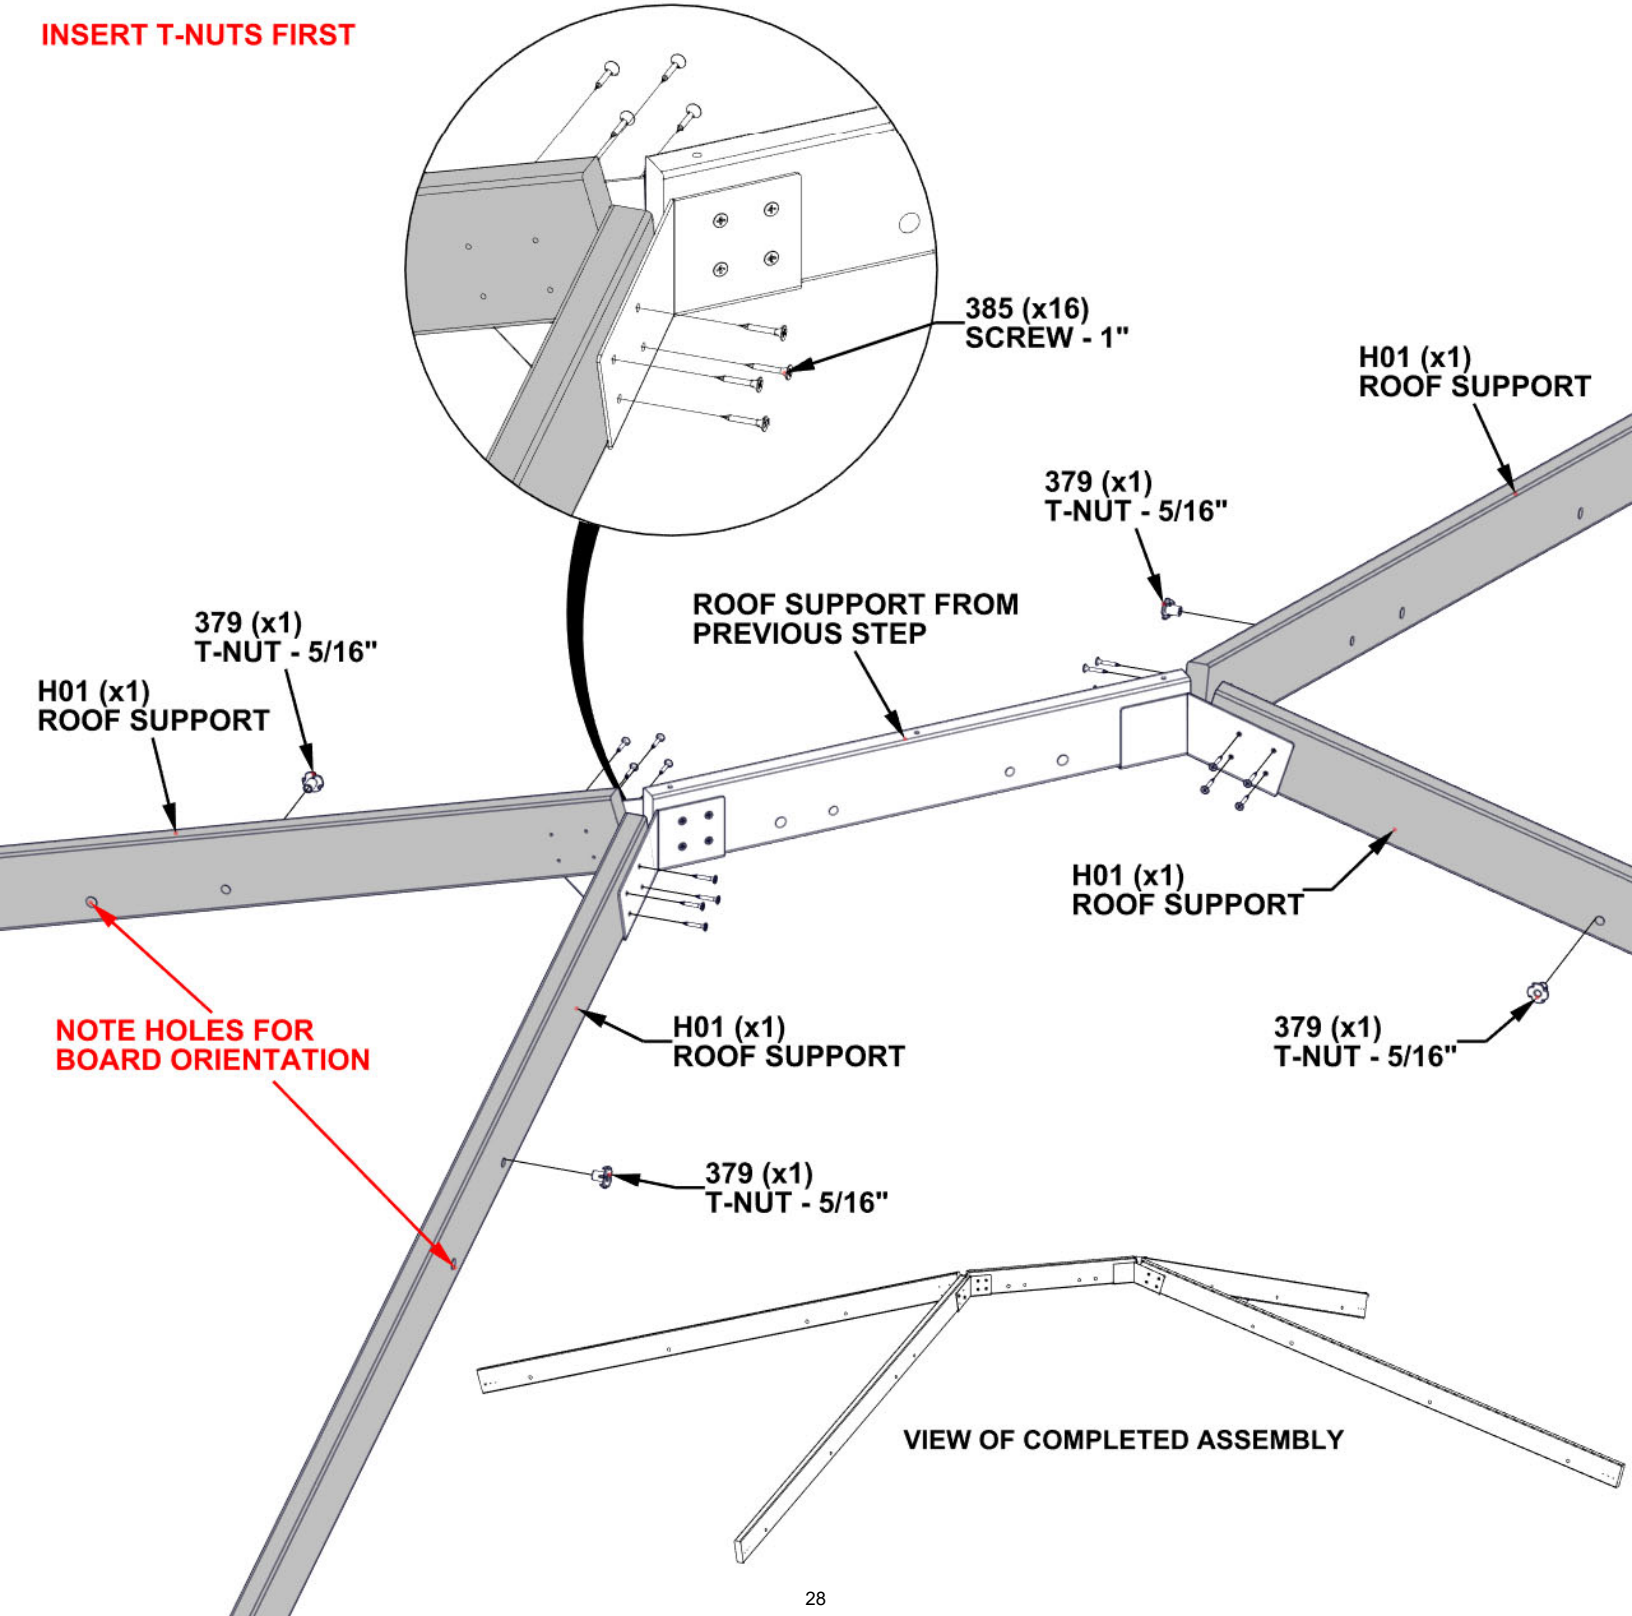 INSERT T-NUTS FIRST
385 (x16)
SCREW - 1"
H01 (x1)
ROOF SUPPORT
379 (x1)
T-NUT - 5/16"
ROOF SUPPORT FROM
PREVIOUS STEP
379 (x1)
T-NUT - 5/16"
H01 (x1)
ROOF SUPPORT
H01 (x1)
ROOF SUPPORT
NOTE HOLES FOR
BOARD ORIENTATION
H01 (x1)
ROOF SUPPORT
379 (x1)
T-NUT - 5/16"
379 (x1)
T-NUT - 5/16"
VIEW OF COMPLETED ASSEMBLY
28